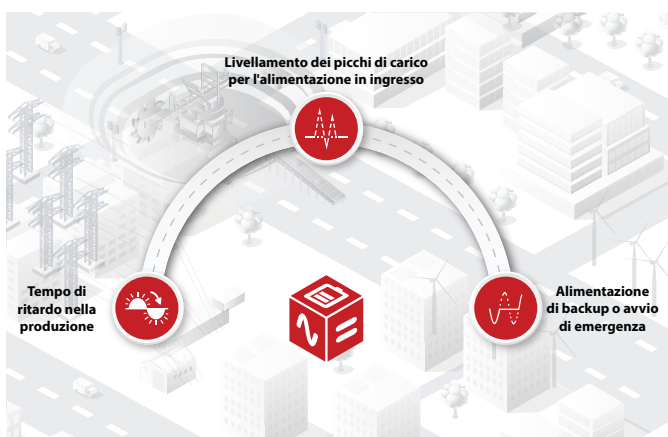 Livellamento dei picchi di carico
per l'alimentazione in ingresso
Tempo di
ritardo nella
produzione
Alimentazione
di backup o avvio
di emergenza